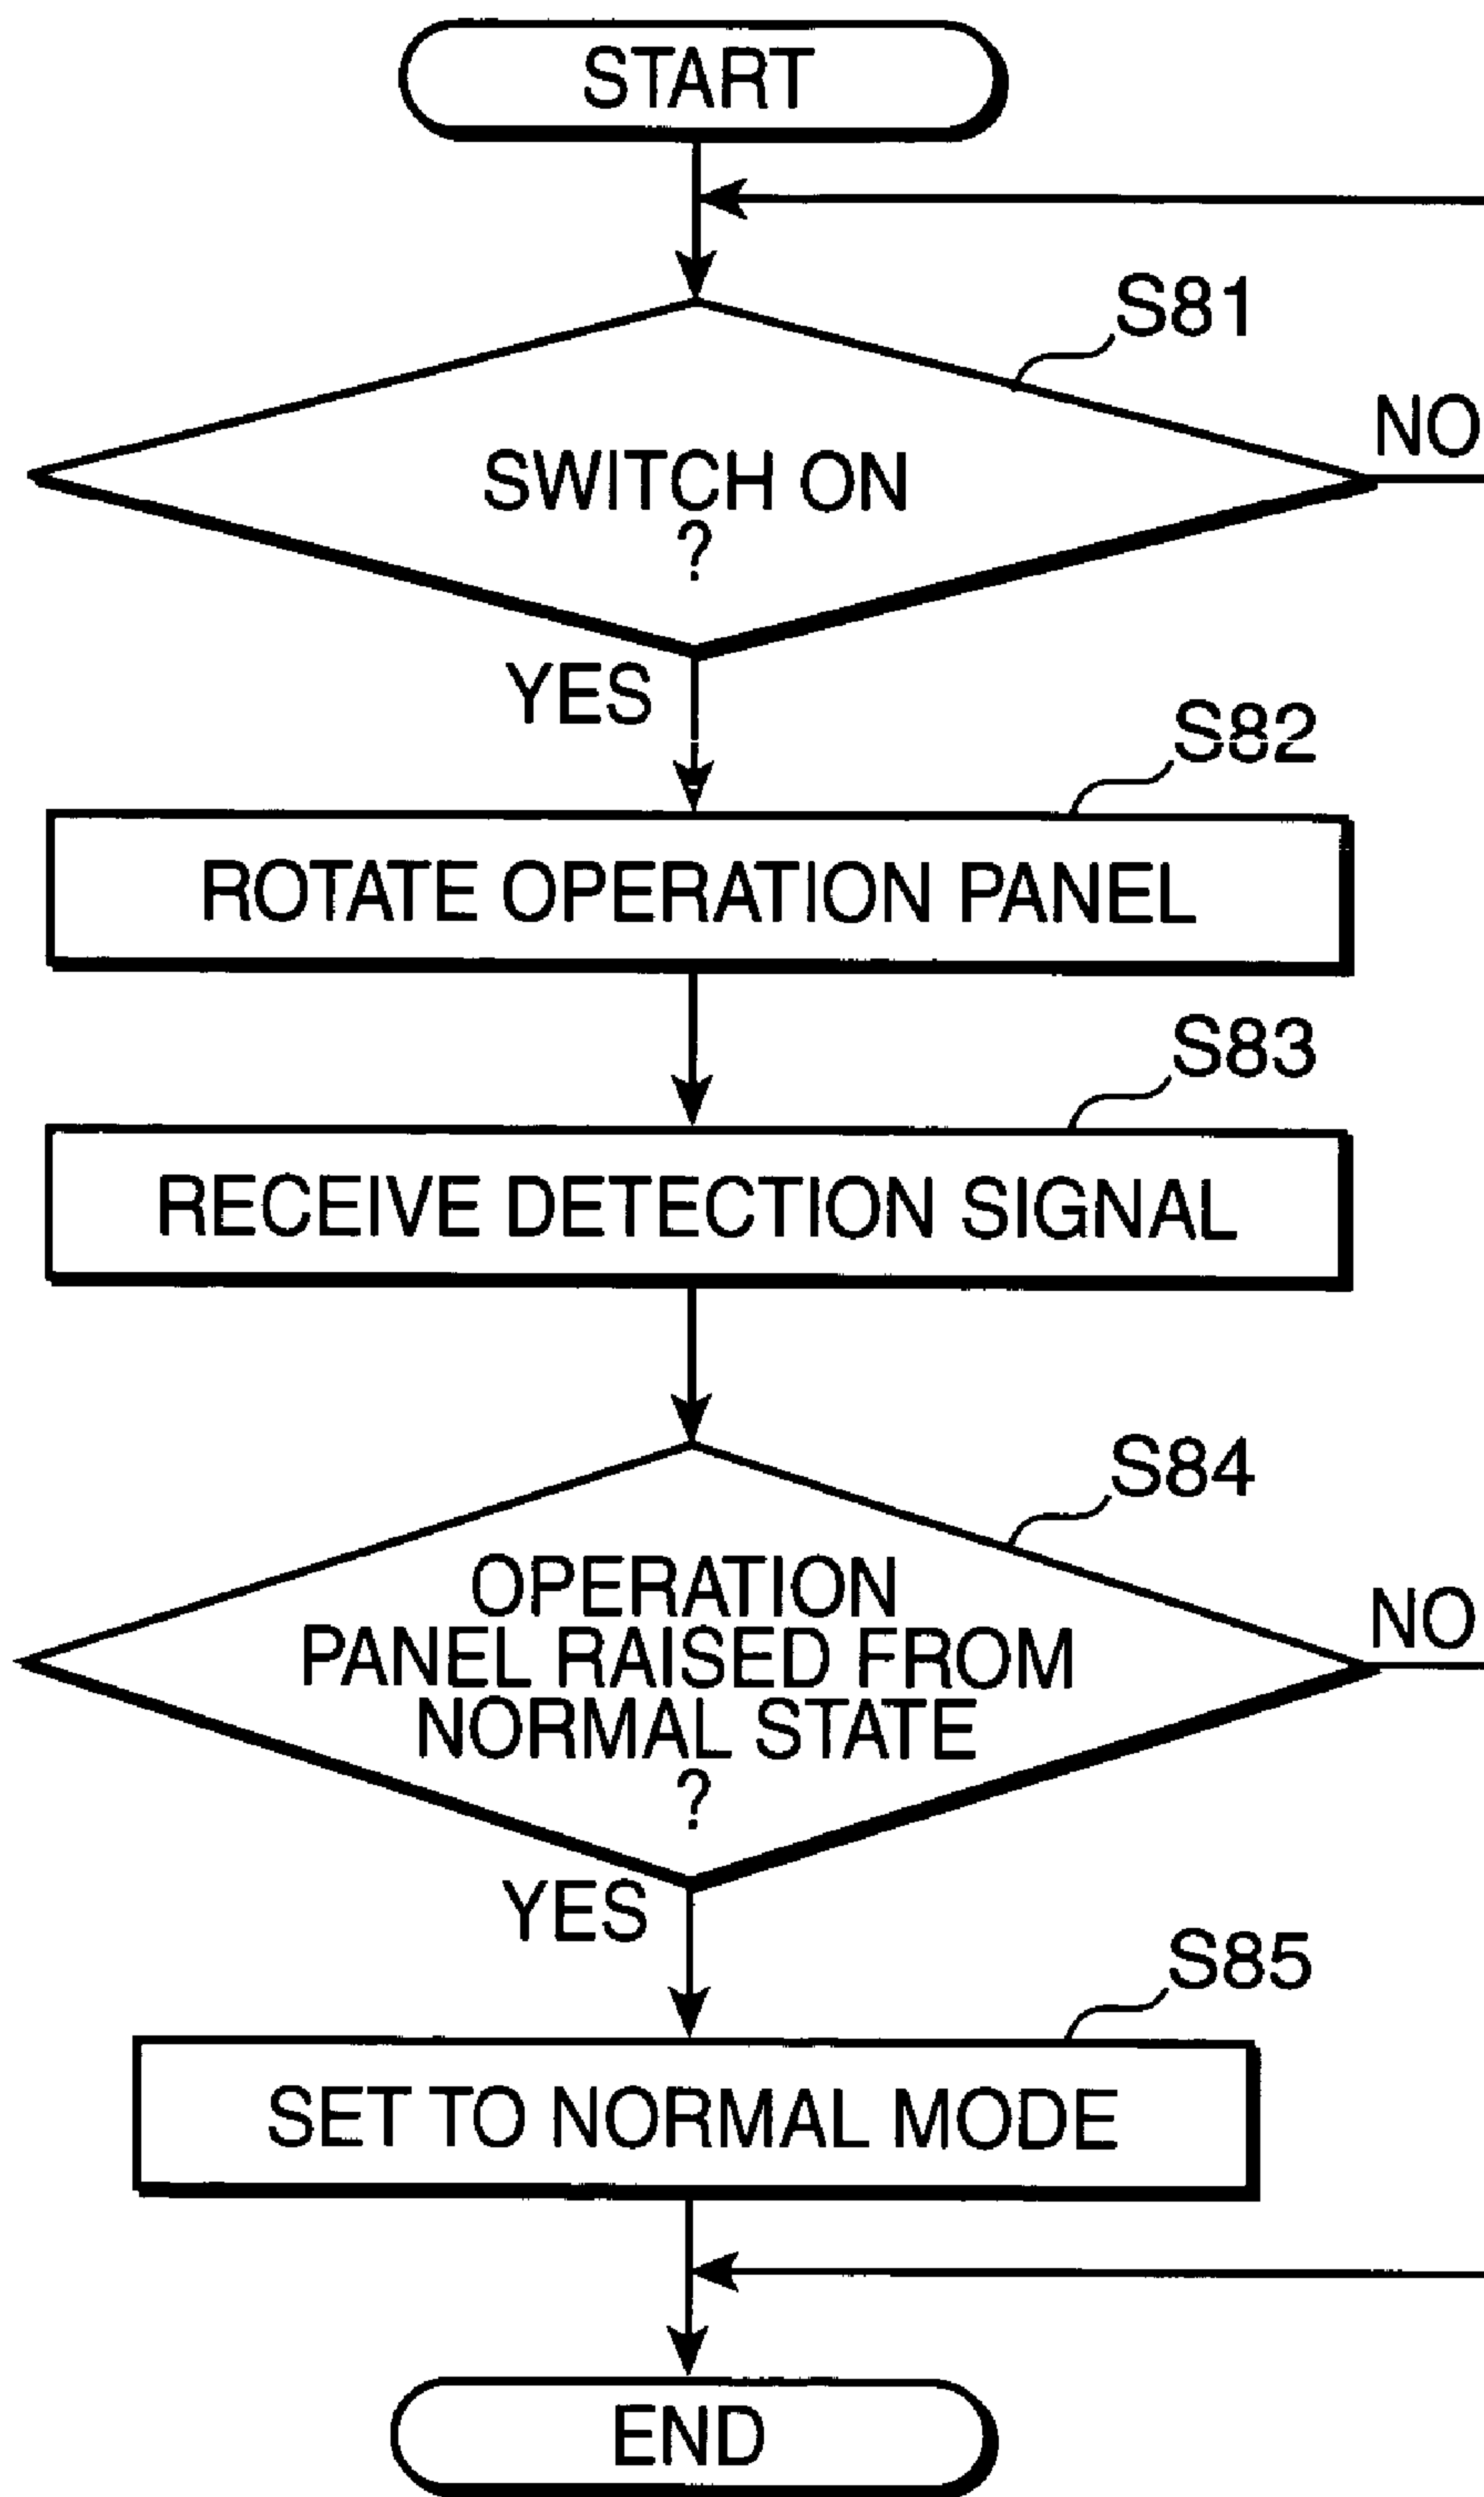 START
S81
NO
SWITCH ON
?
YES
S82
ROTATE OPERATION PANEL
S83
RECEIVE DETECTION SIGNAL
S84
OPERATION
NO
PANEL RAISED FROM
NORMAL STATE
?
YES
S85
SET TO NORMAL MODE
END